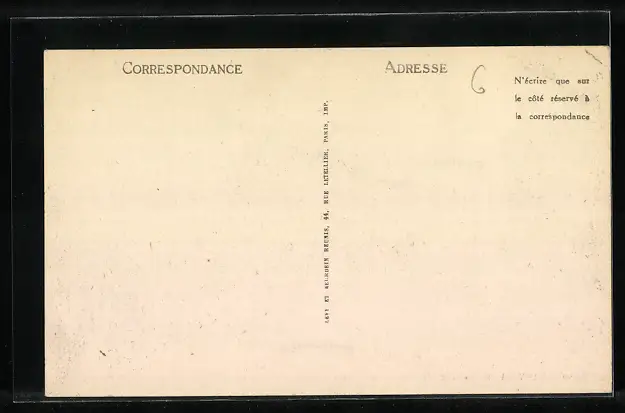 CORRESPONDANCE
ADRESSE
6
N'écrire que sur
le côté réservé à
la correspondance
LÉVY ET NEURDEIN RÉUNIS, 44, RUE LETELLIER, PARIS, IMP.